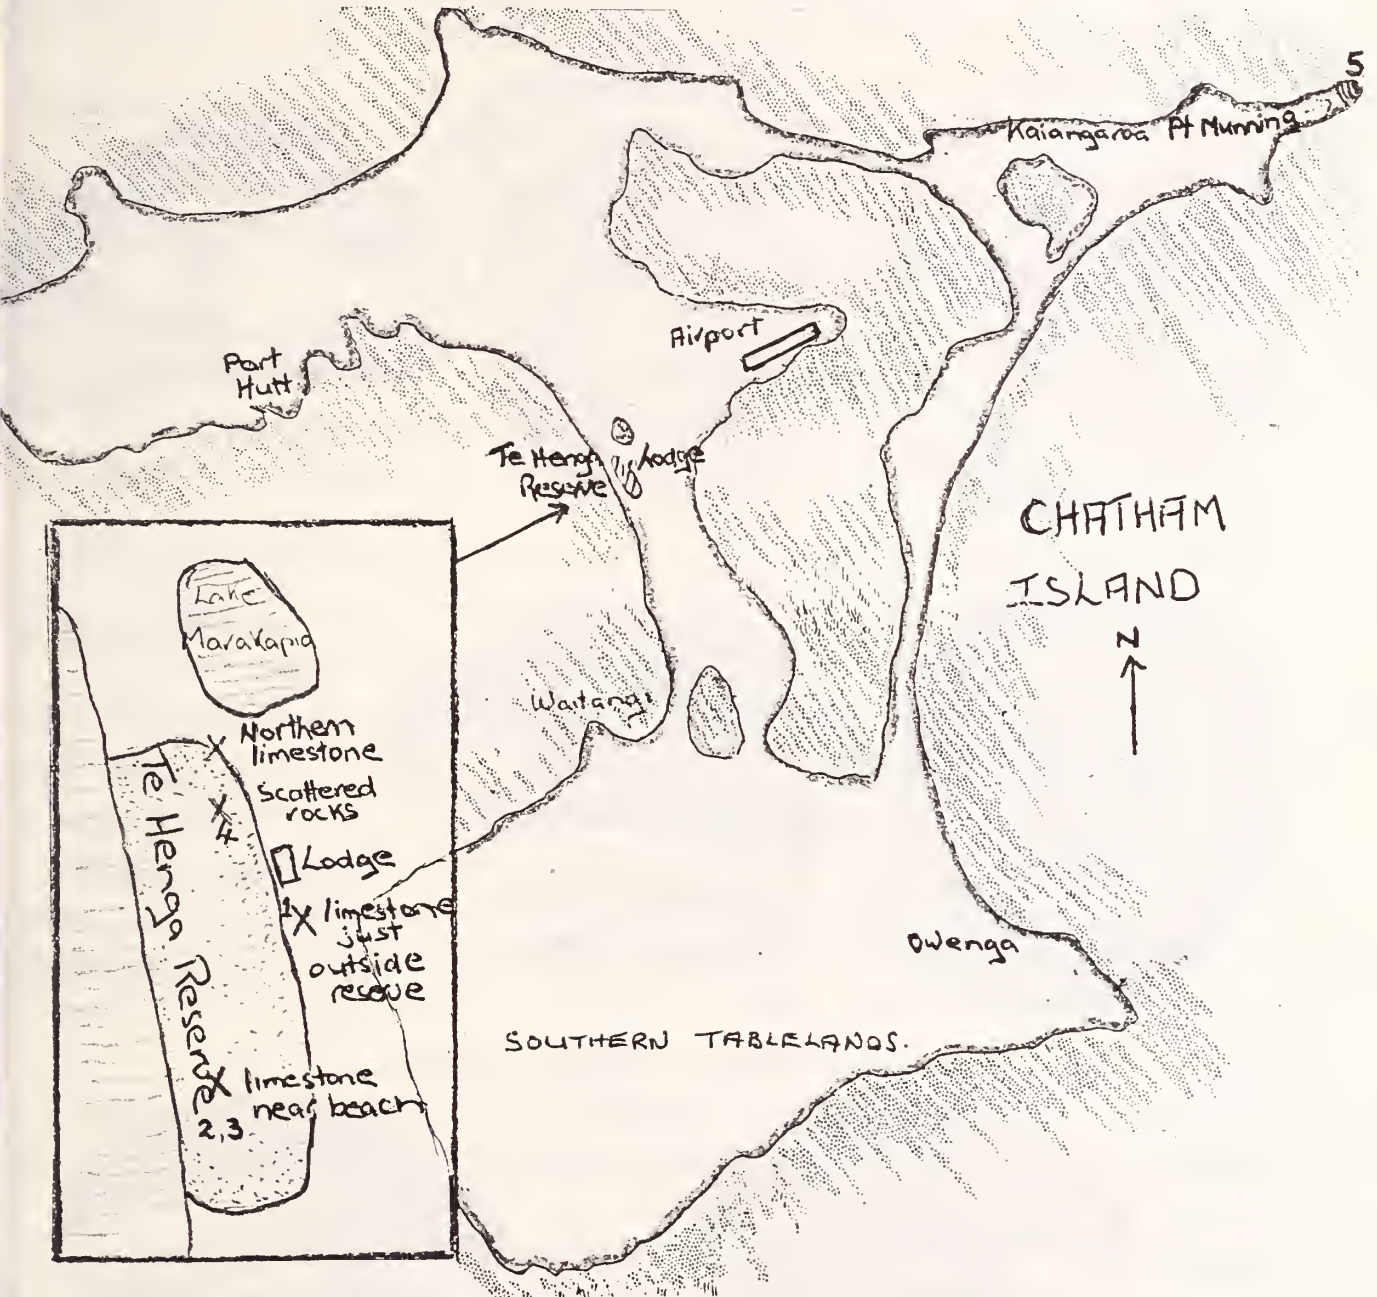 5
Kaiangaroa Pt Munning
Airport
Port
Hutt
Te Henga Lodge
Reserve
CHATHAM
ISLAND
N
Waitangi
Owenga
SOUTHERN TABLELANDS.
Lake
Marakapia
Northern
limestone
Scattered
rocks
4
Lodge
Te Henga Reserve
1X limestone
just
outside
reserve
X limestone
near beach
2,3